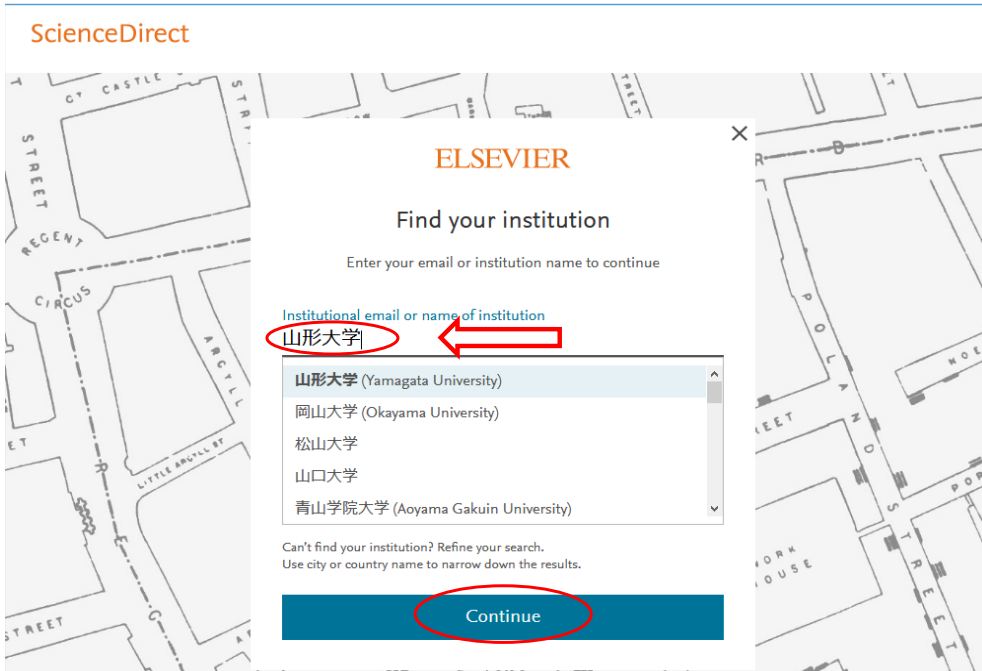 ScienceDirect
CASTLE
STREET
REGENT
CIRCUS
ARGYLL
LITTLE ARGYLL ST
STREET
POLAND STREET
ELSEVIER
Find your institution
Enter your email or institution name to continue
Institutional email or name of institution
山形大学
山形大学 (Yamagata University)
岡山大学 (Okayama University)
松山大学
山口大学
青山学院大学 (Aoyama Gakuin University)
Can't find your institution? Refine your search.
Use city or country name to narrow down the results.
Continue